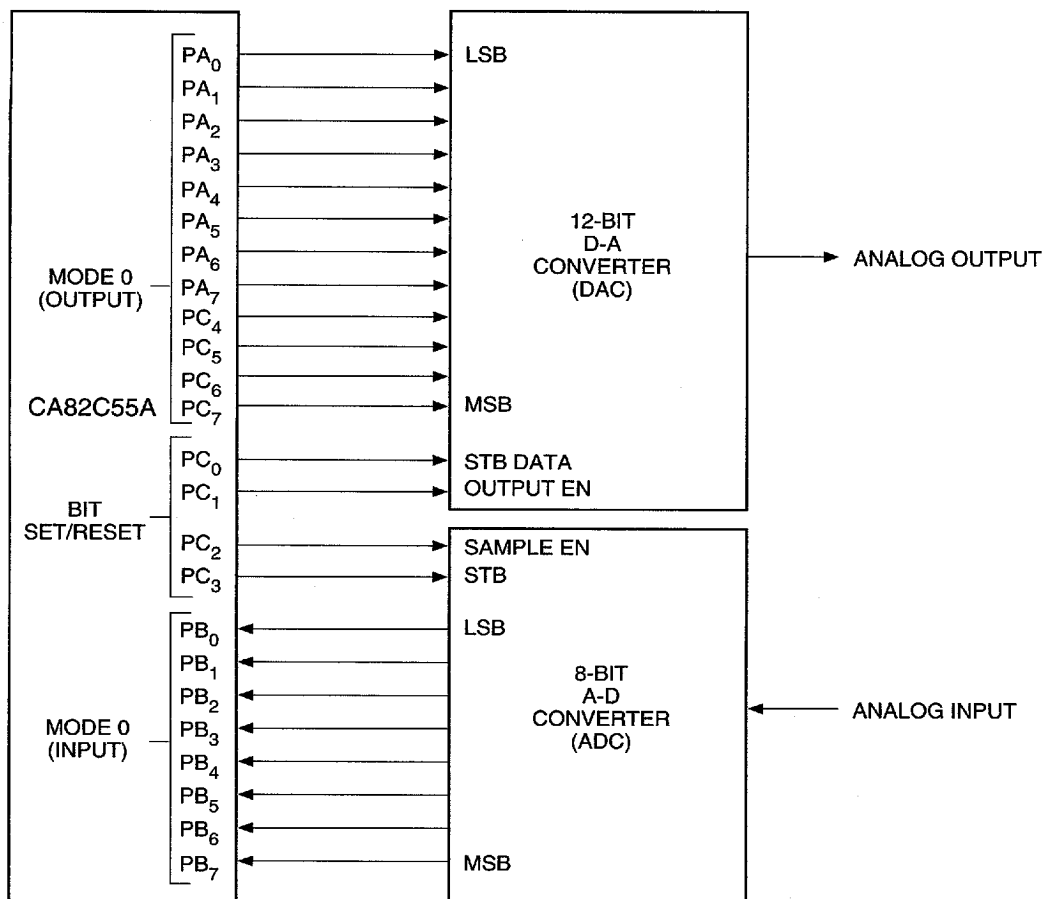 PA0 LSB
PA1
PA2
PA3
PA4
PA5
PA6
PA7
PC4
PC5
PC6
PC7 MSB
MODE 0
(OUTPUT)
CA82C55A
12-BIT
D-A
CONVERTER
(DAC)
ANALOG OUTPUT
PC0 STB DATA
PC1 OUTPUT EN
BIT
SET/RESET
PC2 SAMPLE EN
PC3 STB
PB0 LSB
PB1
PB2
PB3
PB4
PB5
PB6
PB7 MSB
MODE 0
(INPUT)
8-BIT
A-D
CONVERTER
(ADC)
ANALOG INPUT